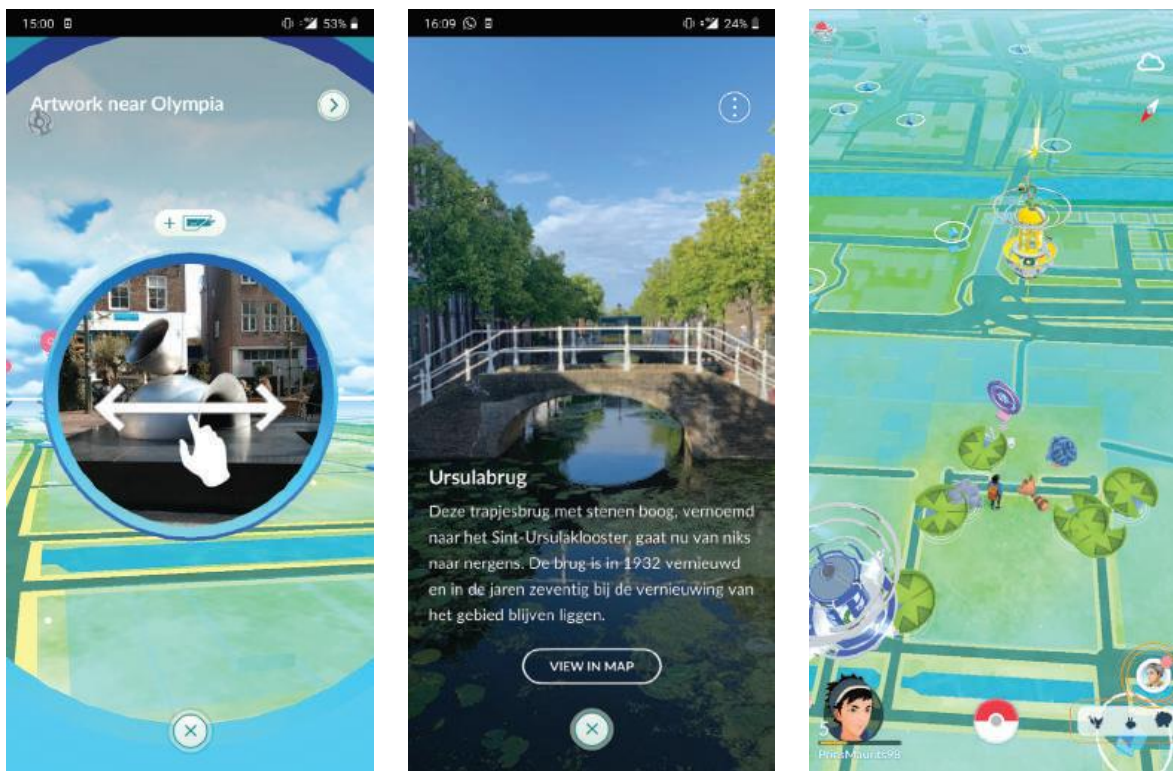 15:00
53%
Artwork near Olympia
+
16:09
24%
Ursulabrug
Deze trapjesbrug met stenen boog, vernoemd
naar het Sint-Ursulaklooster, gaat nu van niks
naar nergens. De brug is in 1932 vernieuwd
en in de jaren zeventig bij de vernieuwing van
het gebied blijven liggen.
VIEW IN MAP
5
PrinsMaurits98